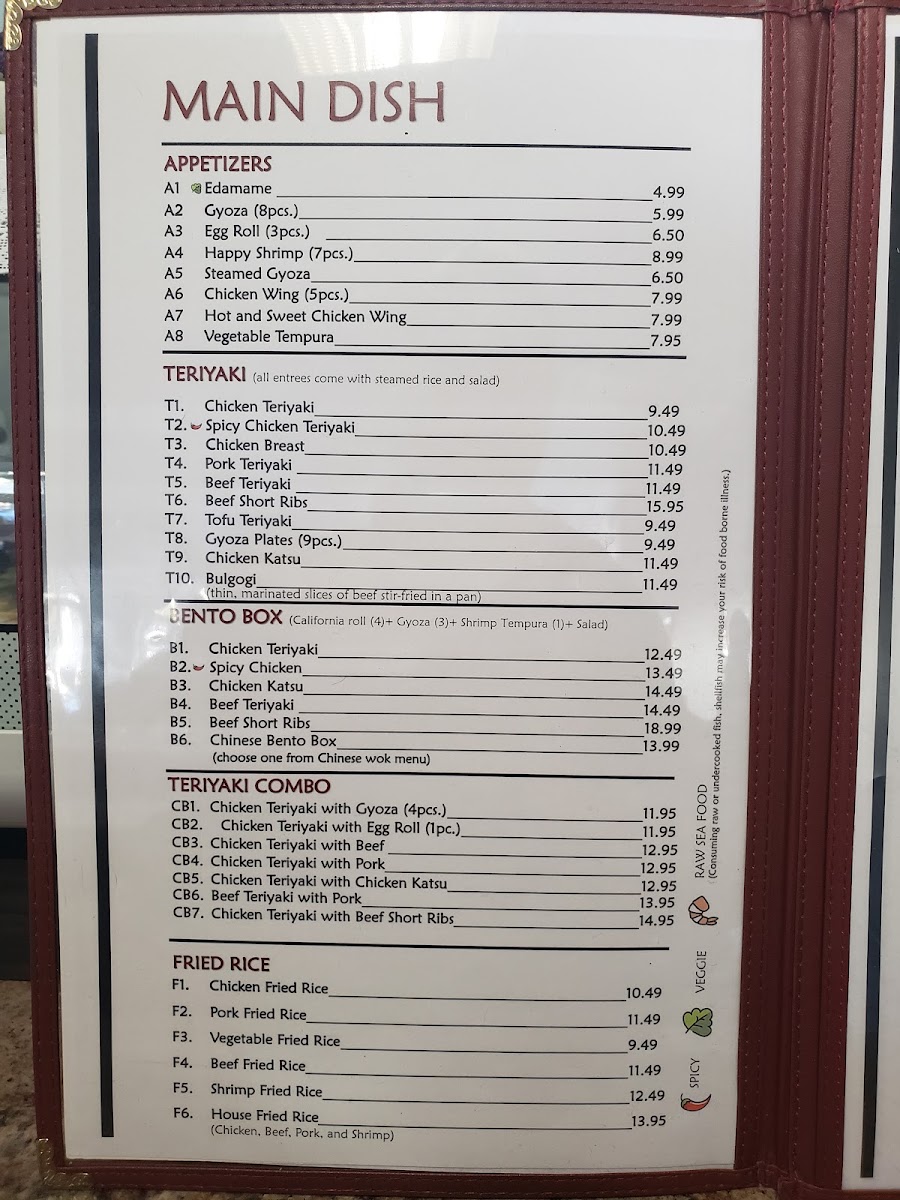 MAIN DISH
APPETIZERS
A1 Edamame 4.99
A2 Gyoza (8pcs.) 5.99
A3 Egg Roll (3pcs.) 6.50
A4 Happy Shrimp (7pcs.) 8.99
A5 Steamed Gyoza 6.50
A6 Chicken Wing (5pcs.) 7.99
A7 Hot and Sweet Chicken Wing 7.99
A8 Vegetable Tempura 7.95
TERIYAKI (all entrees come with steamed rice and salad)
T1. Chicken Teriyaki 9.49
T2. Spicy Chicken Teriyaki 10.49
T3. Chicken Breast 10.49
T4. Pork Teriyaki 11.49
T5. Beef Teriyaki 11.49
T6. Beef Short Ribs 15.95
T7. Tofu Teriyaki 9.49
T8. Gyoza Plates (9pcs.) 9.49
T9. Chicken Katsu 11.49
T10. Bulgogi 11.49
(thin, marinated slices of beef stir-fried in a pan)
BENTO BOX (California roll (4)+ Gyoza (3)+ Shrimp Tempura (1)+ Salad)
B1. Chicken Teriyaki 12.49
B2. Spicy Chicken 13.49
B3. Chicken Katsu 14.49
B4. Beef Teriyaki 14.49
B5. Beef Short Ribs 18.99
B6. Chinese Bento Box 13.99
(choose one from Chinese wok menu)
TERIYAKI COMBO
CB1. Chicken Teriyaki with Gyoza (4pcs.) 11.95
CB2. Chicken Teriyaki with Egg Roll (1pc.) 11.95
CB3. Chicken Teriyaki with Beef 12.95
CB4. Chicken Teriyaki with Pork 12.95
CB5. Chicken Teriyaki with Chicken Katsu 12.95
CB6. Beef Teriyaki with Pork 13.95
CB7. Chicken Teriyaki with Beef Short Ribs 14.95
FRIED RICE
F1. Chicken Fried Rice 10.49
F2. Pork Fried Rice 11.49
F3. Vegetable Fried Rice 9.49
F4. Beef Fried Rice 11.49
F5. Shrimp Fried Rice 12.49
F6. House Fried Rice 13.95
(Chicken, Beef, Pork, and Shrimp)
SPICY
VEGGIE
RAW SEA FOOD
(Consuming raw or undercooked fish, shellfish may increase your risk of food borne illness.)